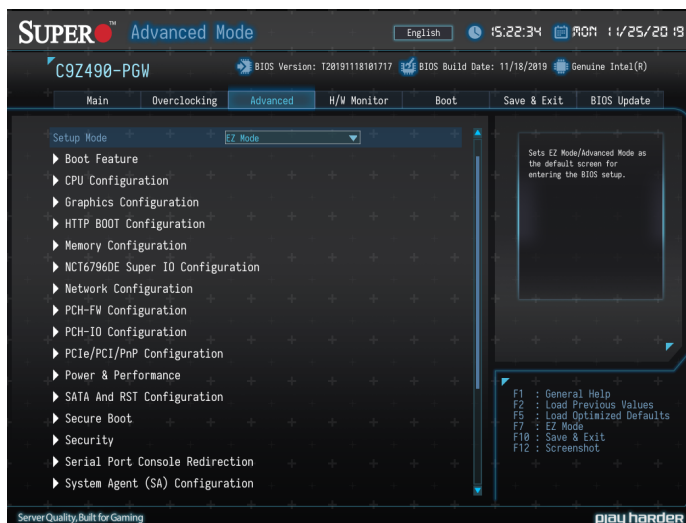 SUPER™ Advanced Mode English 15:22:34 MON 11/25/2019
C9Z490-PGW BIOS Version: T20191118101717 BIOS Build Date: 11/18/2019 Genuine Intel(R)
Main Overclocking Advanced H/W Monitor Boot Save & Exit BIOS Update
Setup Mode EZ Mode
Boot Feature
CPU Configuration
Graphics Configuration
HTTP BOOT Configuration
Memory Configuration
NCT6796DE Super IO Configuration
Network Configuration
PCH-FW Configuration
PCH-IO Configuration
PCIe/PCI/PnP Configuration
Power & Performance
SATA And RST Configuration
Secure Boot
Security
Serial Port Console Redirection
System Agent (SA) Configuration
Sets EZ Mode/Advanced Mode as
the default screen for
entering the BIOS setup.
F1 : General Help
F2 : Load Previous Values
F5 : Load Optimized Defaults
F7 : EZ Mode
F10 : Save & Exit
F12 : Screenshot
Server Quality, Built for Gaming
play harder